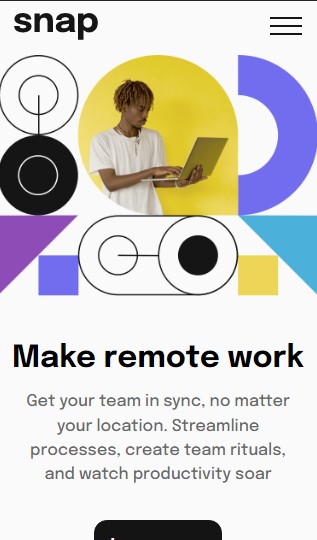 snap
Make remote work
Get your team in sync, no matter
your location. Streamline
processes, create team rituals,
and watch productivity soar